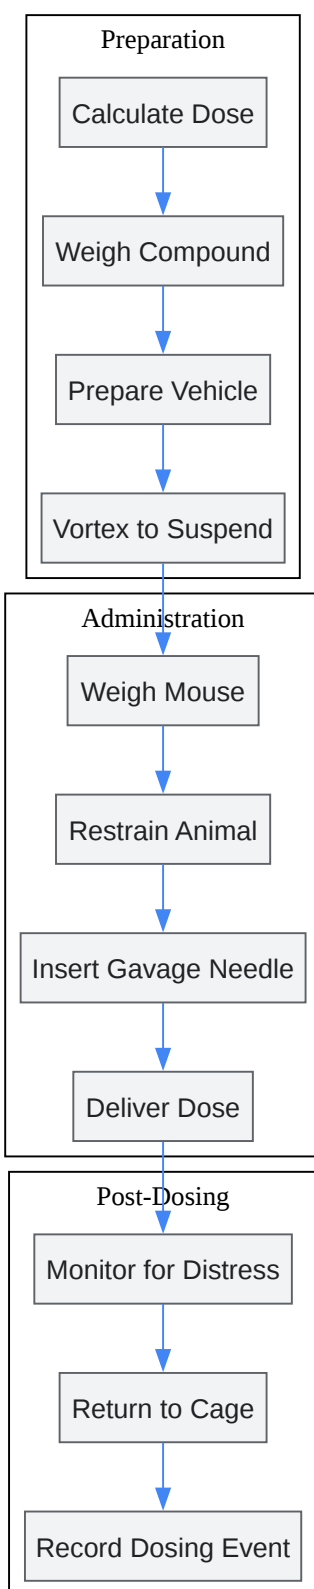 Preparation
Calculate Dose
Weigh Compound
Prepare Vehicle
Vortex to Suspend
Administration
Weigh Mouse
Restrain Animal
Insert Gavage Needle
Deliver Dose
Post-Dosing
Monitor for Distress
Return to Cage
Record Dosing Event